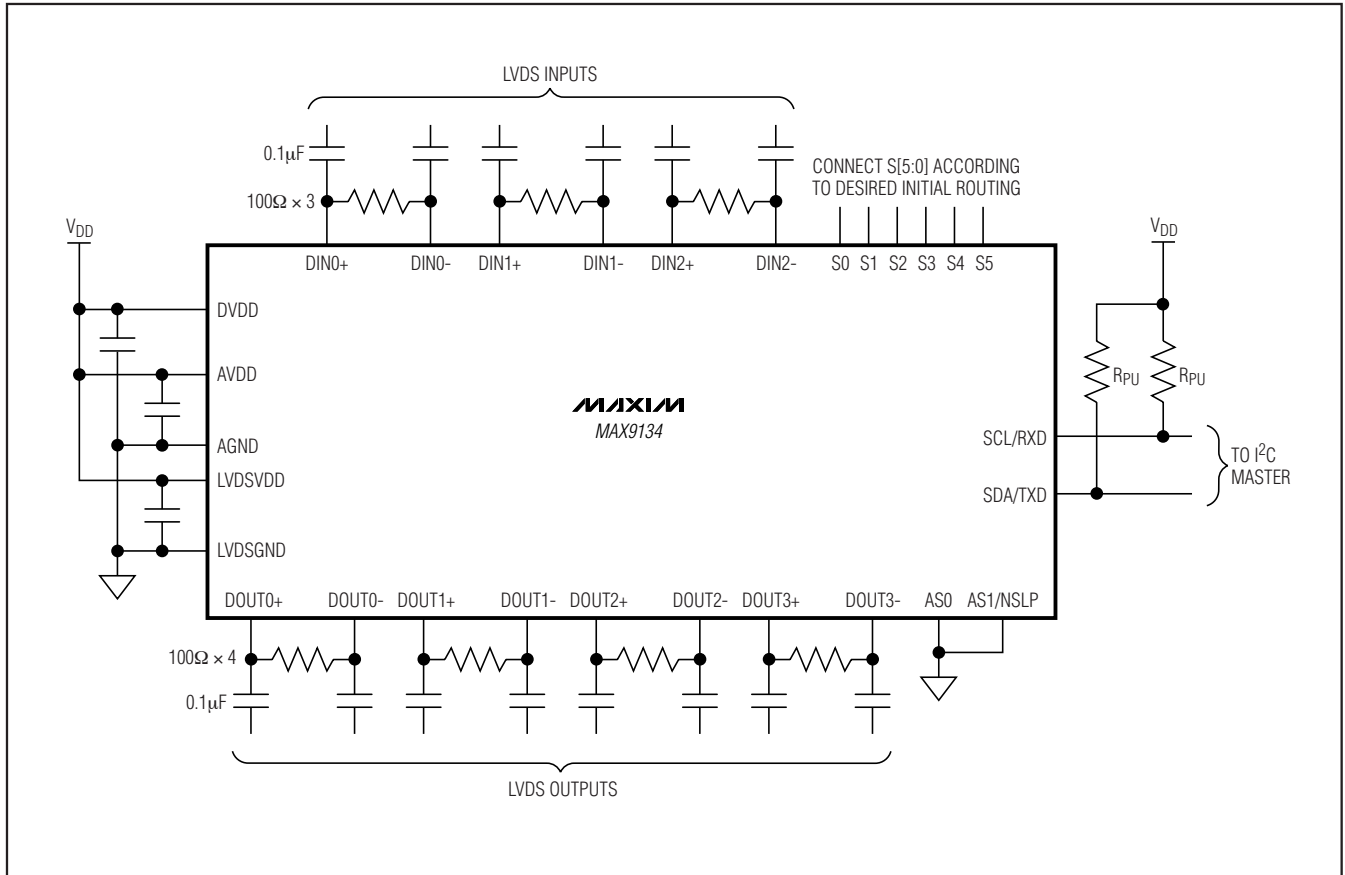 LVDS INPUTS
0.1µF
100Ω × 3
CONNECT S[5:0] ACCORDING
TO DESIRED INITIAL ROUTING
VDD
VDD
DIN0+ DIN0- DIN1+ DIN1- DIN2+ DIN2- S0 S1 S2 S3 S4 S5
DVDD
AVDD
AGND
LVDSVDD
LVDSGND
MAXIM
MAX9134
RPU RPU
SCL/RXD
SDA/TXD
TO I²C
MASTER
DOUT0+ DOUT0- DOUT1+ DOUT1- DOUT2+ DOUT2- DOUT3+ DOUT3- AS0 AS1/NSLP
100Ω × 4
0.1µF
LVDS OUTPUTS